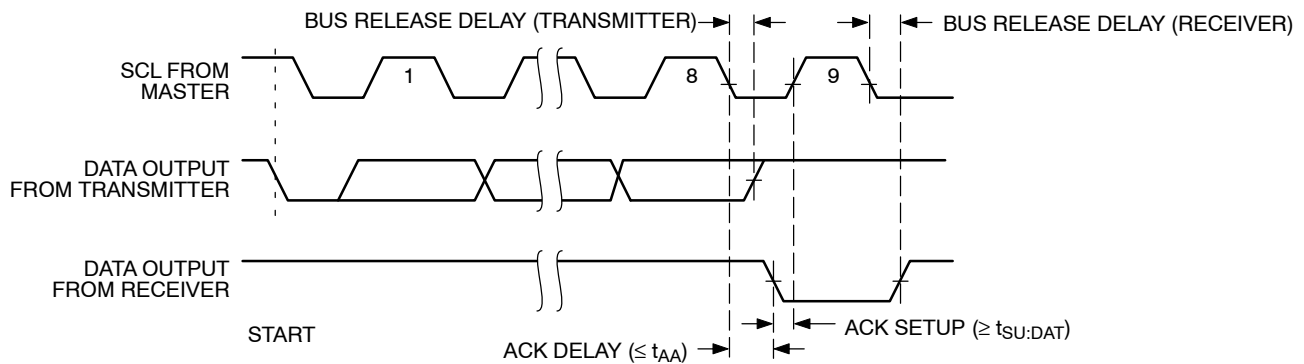 BUS RELEASE DELAY (TRANSMITTER)
BUS RELEASE DELAY (RECEIVER)
SCL FROM
MASTER
1
8
9
DATA OUTPUT
FROM TRANSMITTER
DATA OUTPUT
FROM RECEIVER
START
ACK SETUP (≥ tSU:DAT)
ACK DELAY (≤ tAA)